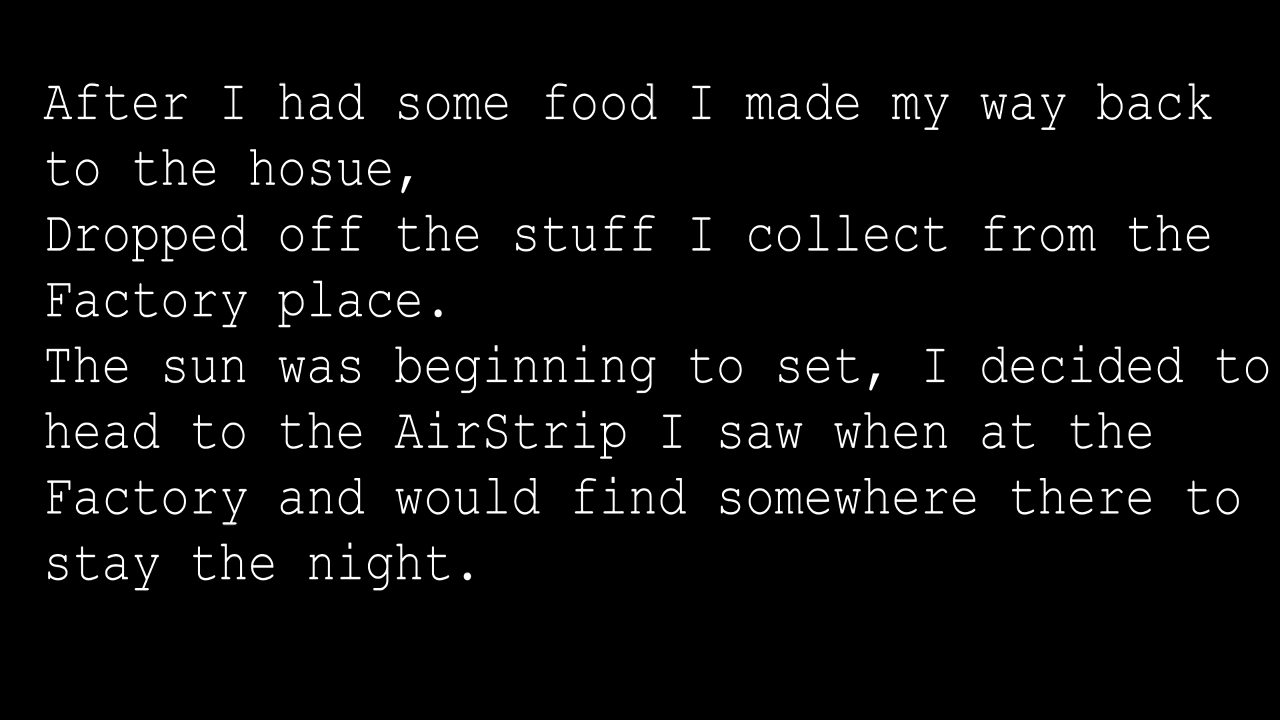 After I had some food I made my way back
to the hosue,
Dropped off the stuff I collect from the
Factory place.
The sun was beginning to set, I decided to
head to the AirStrip I saw when at the
Factory and would find somewhere there to
stay the night.